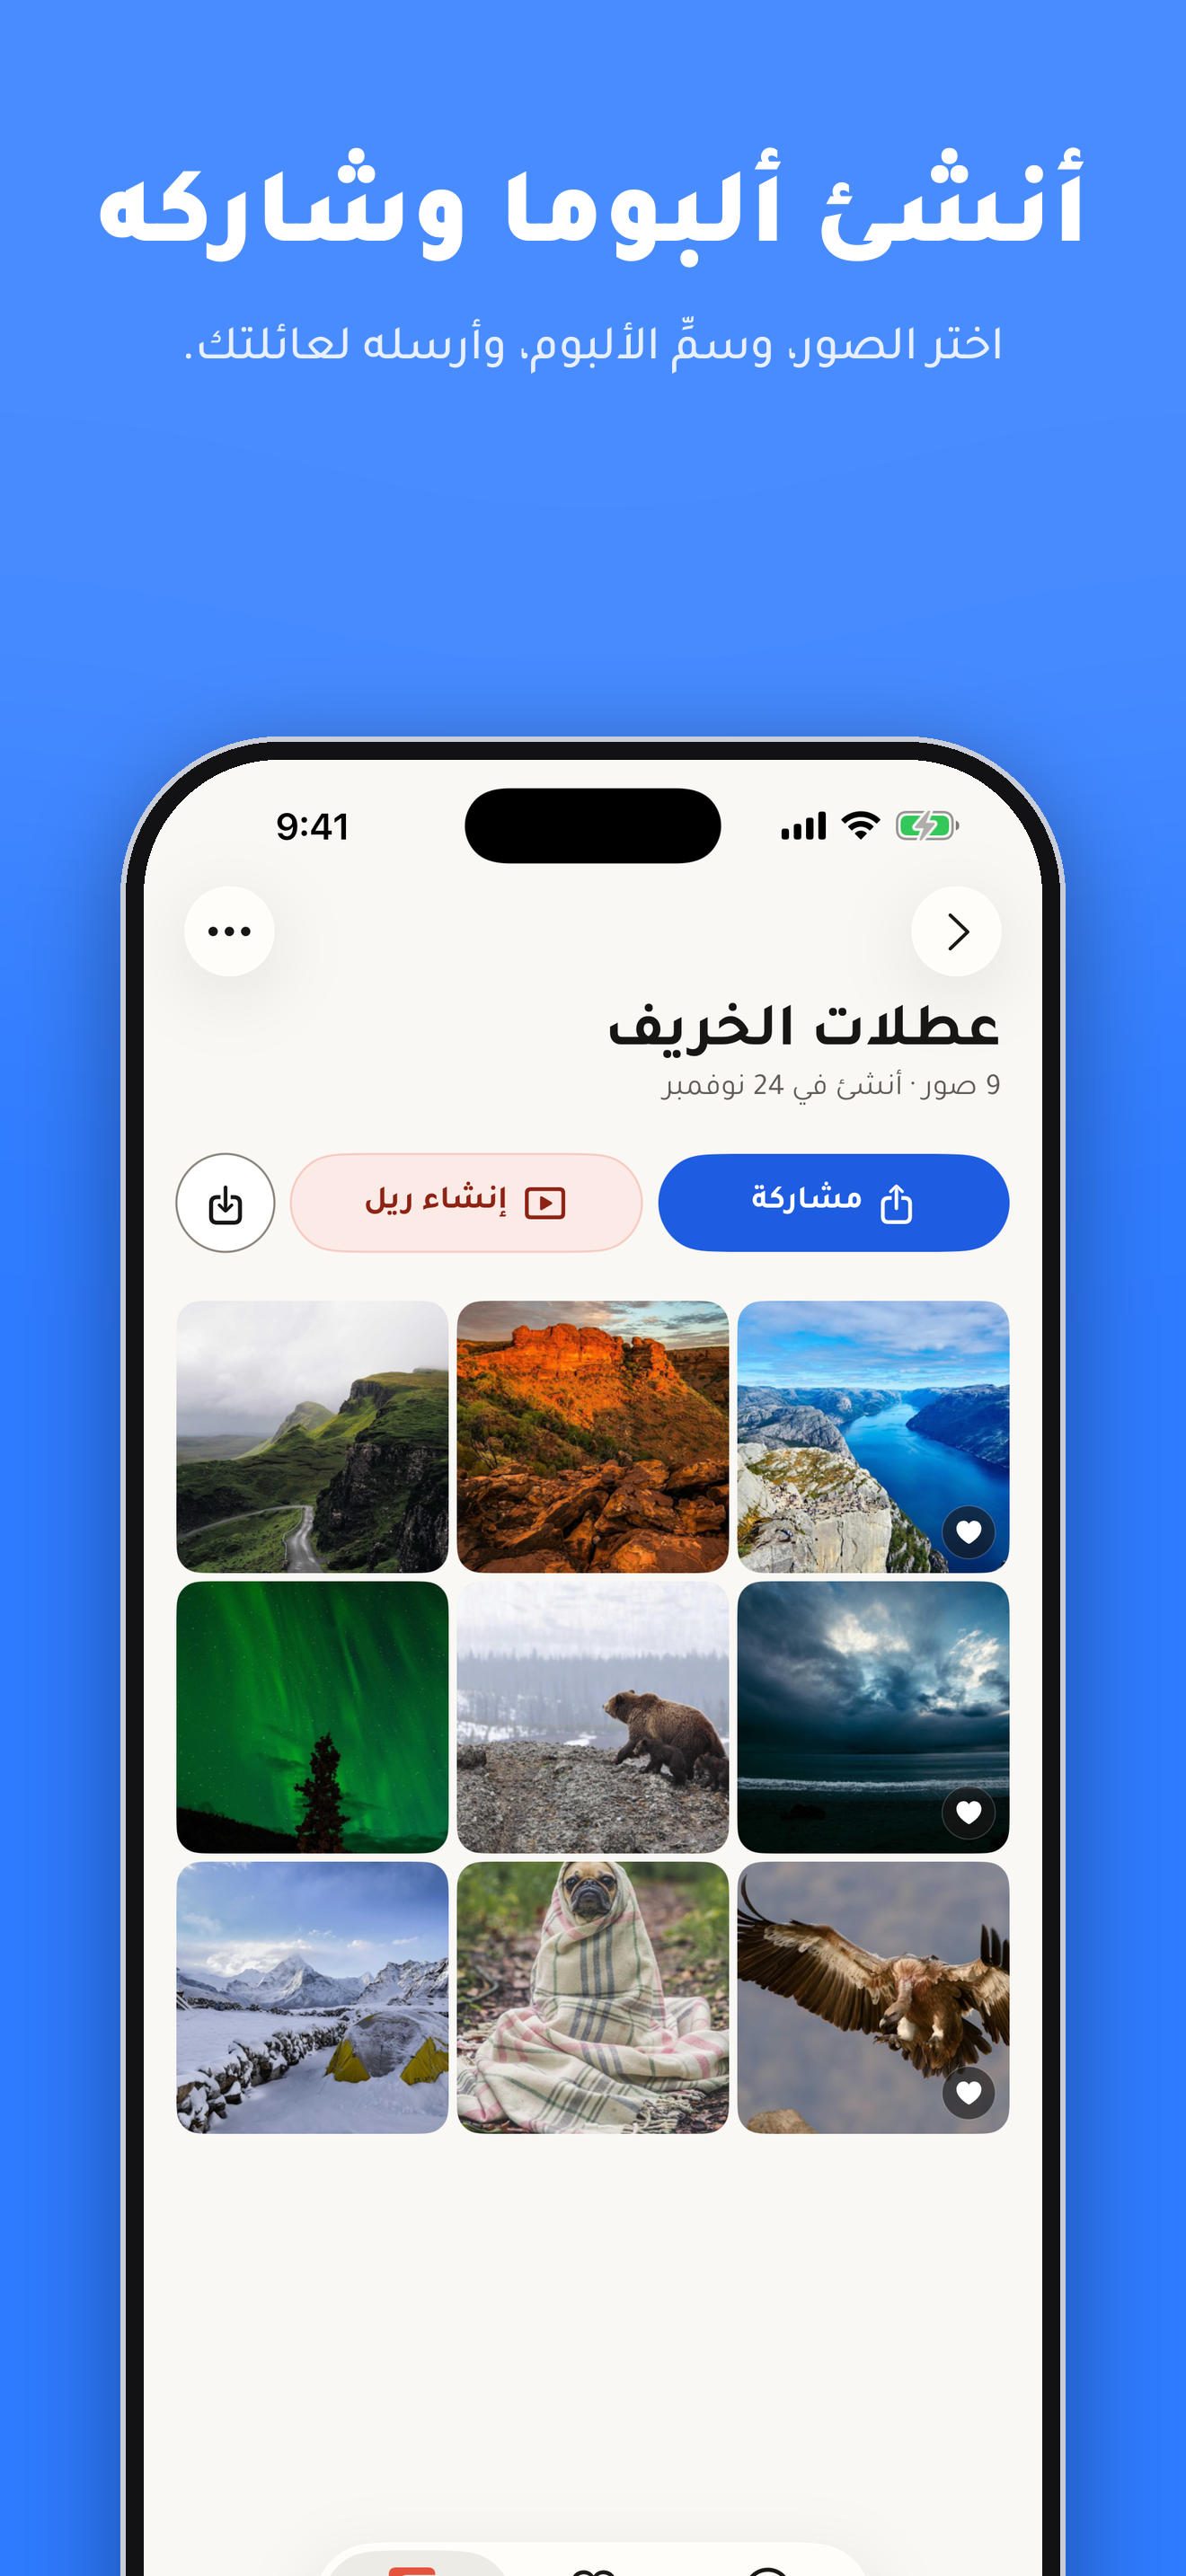 أنشئ ألبوما وشاركه
اختر الصور، وسمِّ الألبوم، وأرسله لعائلتك.
9:41
عطلات الخريف
9 صور · أنشئ في 24 نوفمبر
مشاركة
إنشاء ريل